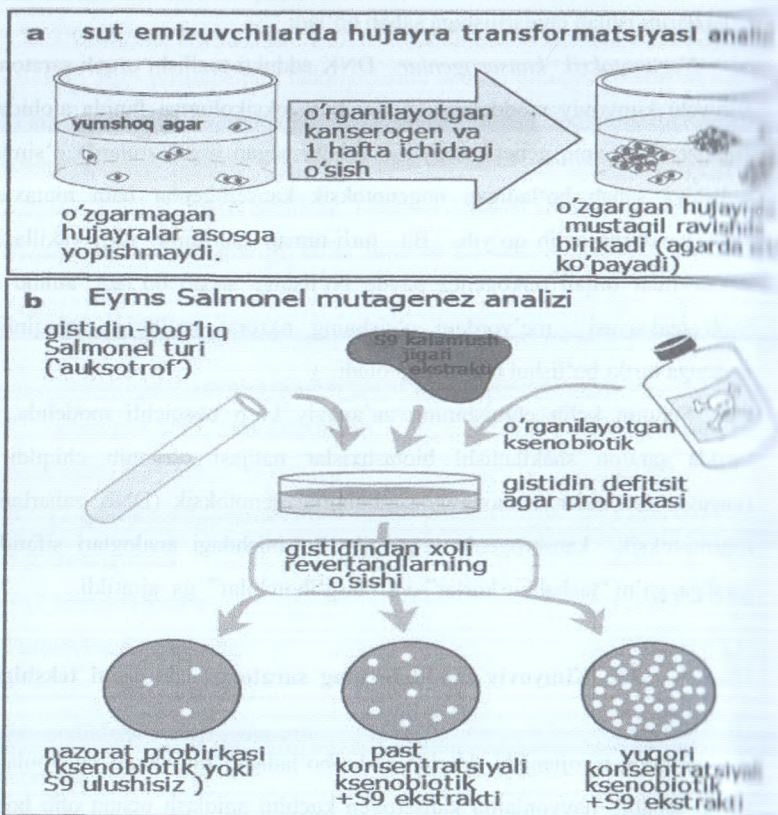 a sut emizuvchilarda hujayra transformatsiyasi
yumshoq agar
o'rganilayotgan
kanserogen va
1 hafta ichidagi
o'sish
o'zgarmagan
hujayralar asosga
yopishmaydi.
o'zgargan
mustaqil
birikadi (agarda
ko'payadi)
b Eyms Salmonel mutagenez analizi
gistidin-bog'liq
Salmonel turi
('auksotrof')
S9 kalamush
jigari
ekstrakti
o'rganilayotgan
ksenobiotik
gistidin defitsit
agar probirkasi
gistidindan xoli
revertandlarning
o'sishi
nazorat probirkasi
(ksenobiotik yoki
S9 ulushisiz )
past
konsentratsiyali
ksenobiotik
+S9 ekstrakti
yuqori
konsentratsiyali
ksenobiotik
+S9 ekstrakti